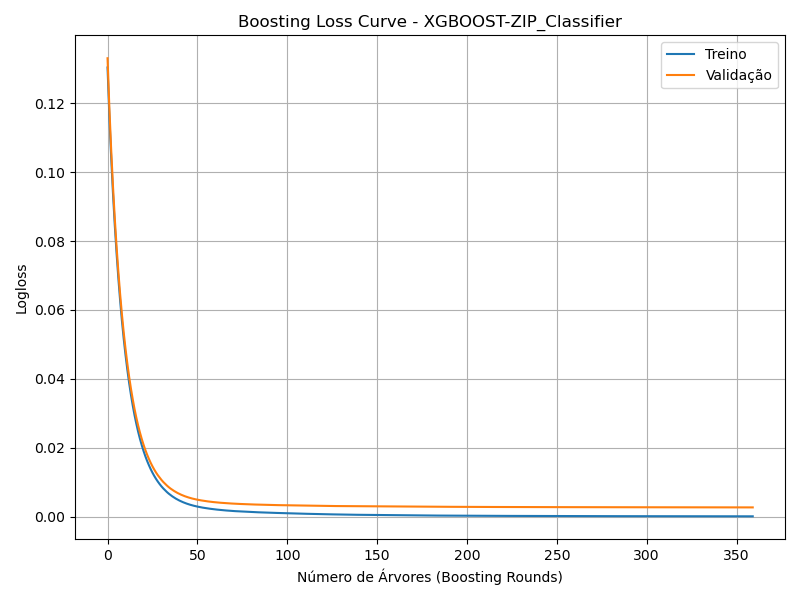 Boosting Loss Curve - XGBOOST-ZIP_Classifier
Treino
Validação
0.12
0.10
0.08
0.06
0.04
0.02
0.00
Logloss
0 50 100 150 200 250 300 350
Número de Árvores (Boosting Rounds)